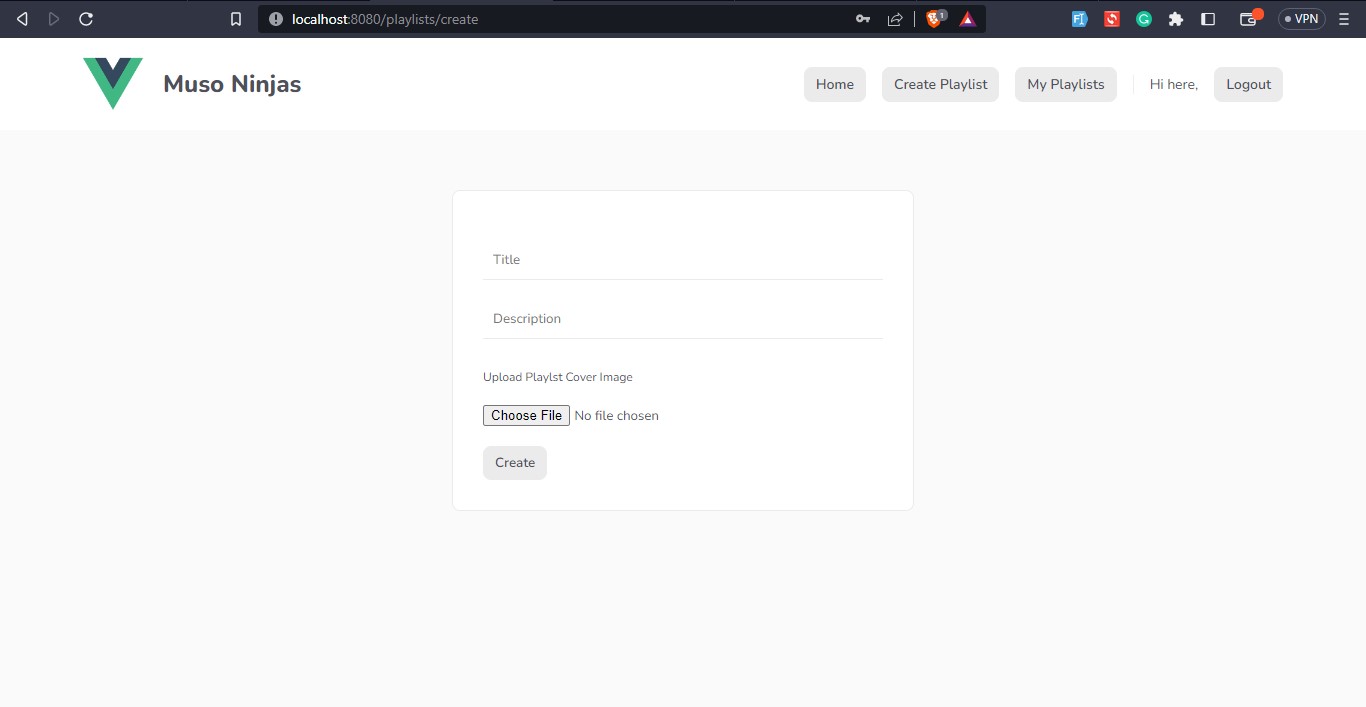 localhost:8080/playlists/create
1
VPN
Muso Ninjas
Home
Create Playlist
My Playlists
Hi here,
Logout
Title
Description
Upload Playlst Cover Image
Choose File No file chosen
Create